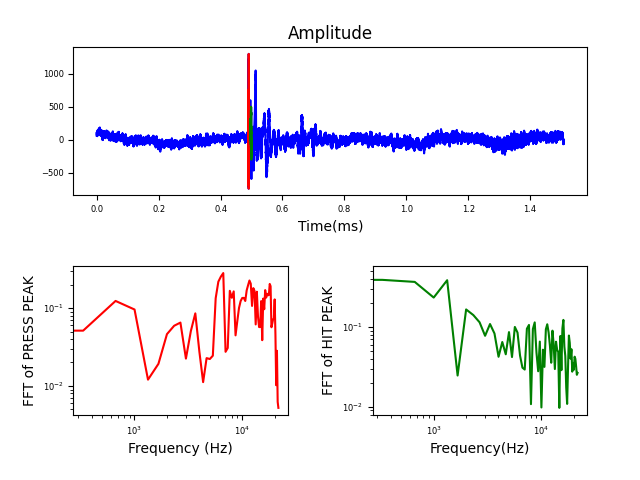 Amplitude
1000
500
0
−500
0.0 0.2 0.4 0.6 0.8 1.0 1.2 1.4
Time(ms)
FFT of PRESS PEAK
10⁻¹
10⁻²
10³ 10⁴
Frequency (Hz)
FFT of HIT PEAK
10⁻¹
10⁻²
10³ 10⁴
Frequency(Hz)